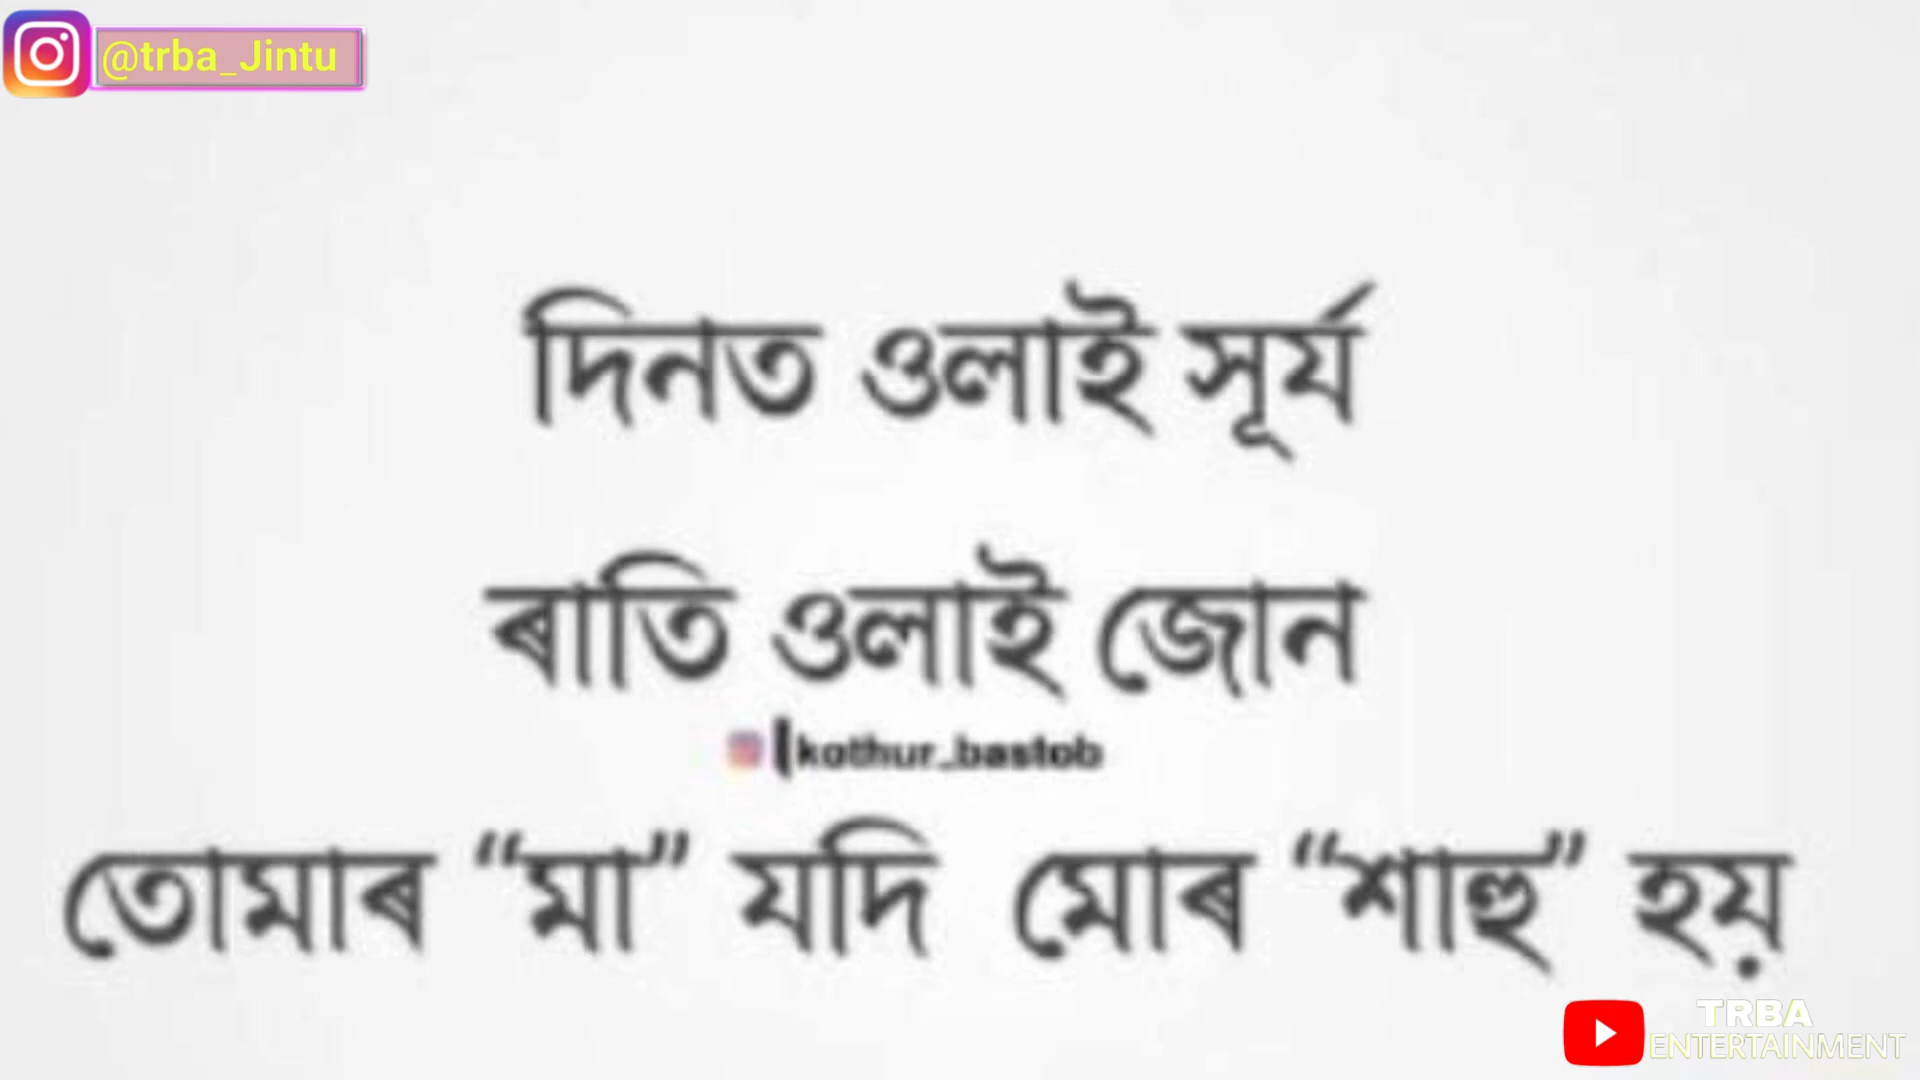 @trba_Jintu
দিনত ওলাই সূৰ্য
ৰাতি ওলাই জোন
kothur_bastob
তোমাৰ “মা” যদি মোৰ “শাহু” হয়
TRBA
ENTERTAINMENT